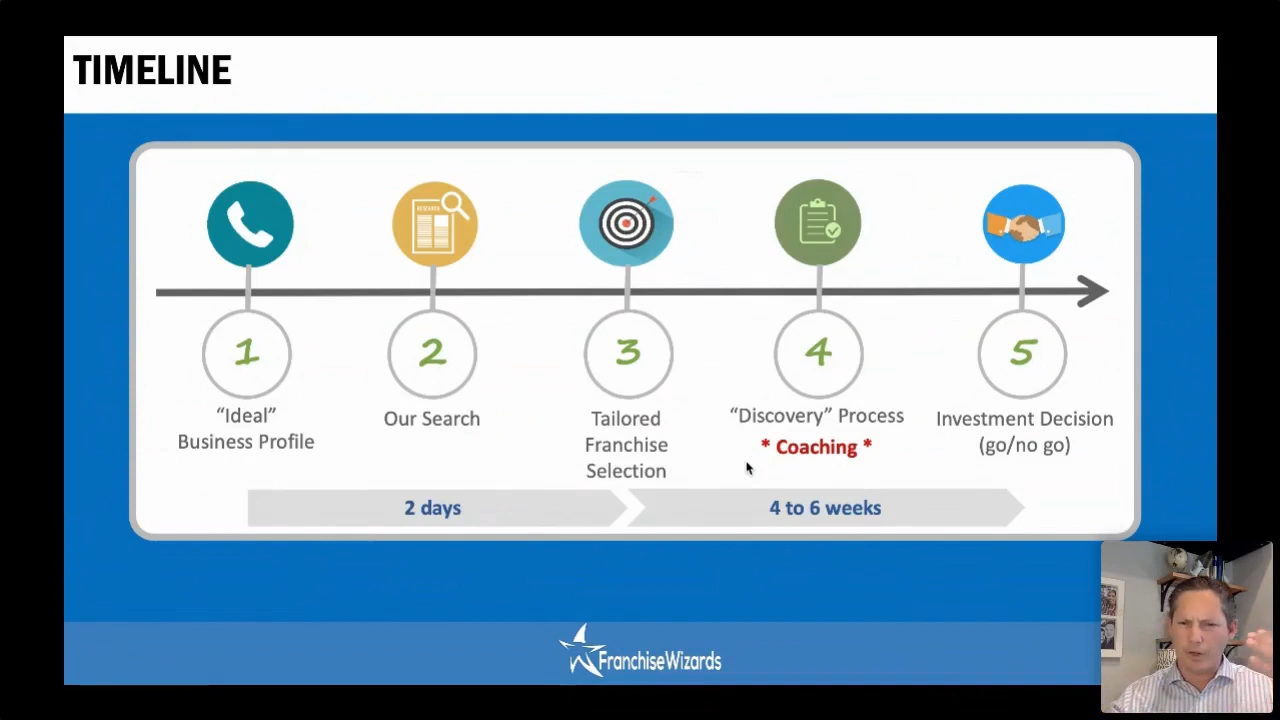 TIMELINE
RESEARCH
1
2
3
4
5
“Ideal”
Business Profile
Our Search
Tailored
Franchise
Selection
“Discovery” Process
* Coaching *
Investment Decision
(go/no go)
2 days
4 to 6 weeks
FranchiseWizards